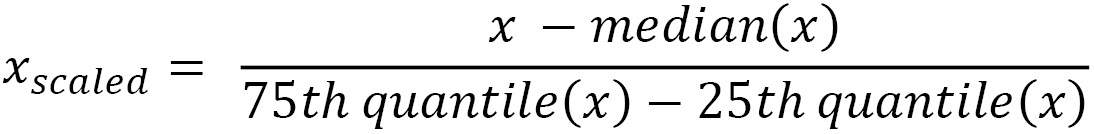 x_scaled = (x − median(x)) / (75th quantile(x) − 25th quantile(x))